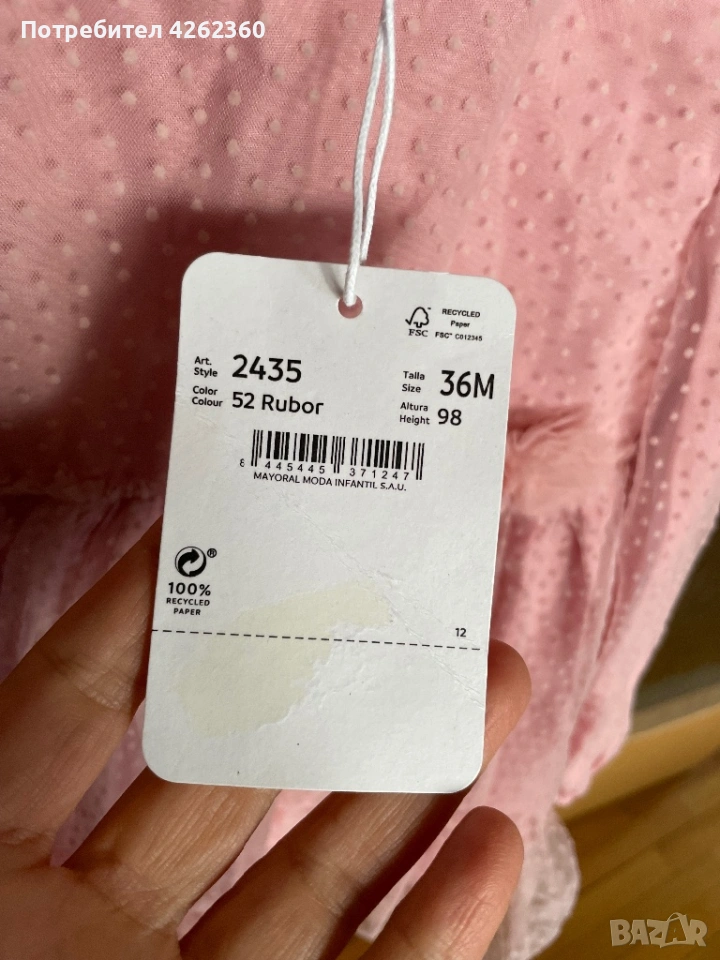 Потребител 4262360
RECYCLED
Paper
FSC FSC® C012345
Art.
Style 2435
Talla
Size 36M
Color
Colour 52 Rubor
Altura
Height 98
8 445445 371247
MAYORAL MODA INFANTIL S.A.U.
®
100%
RECYCLED
PAPER
12
BAZAR